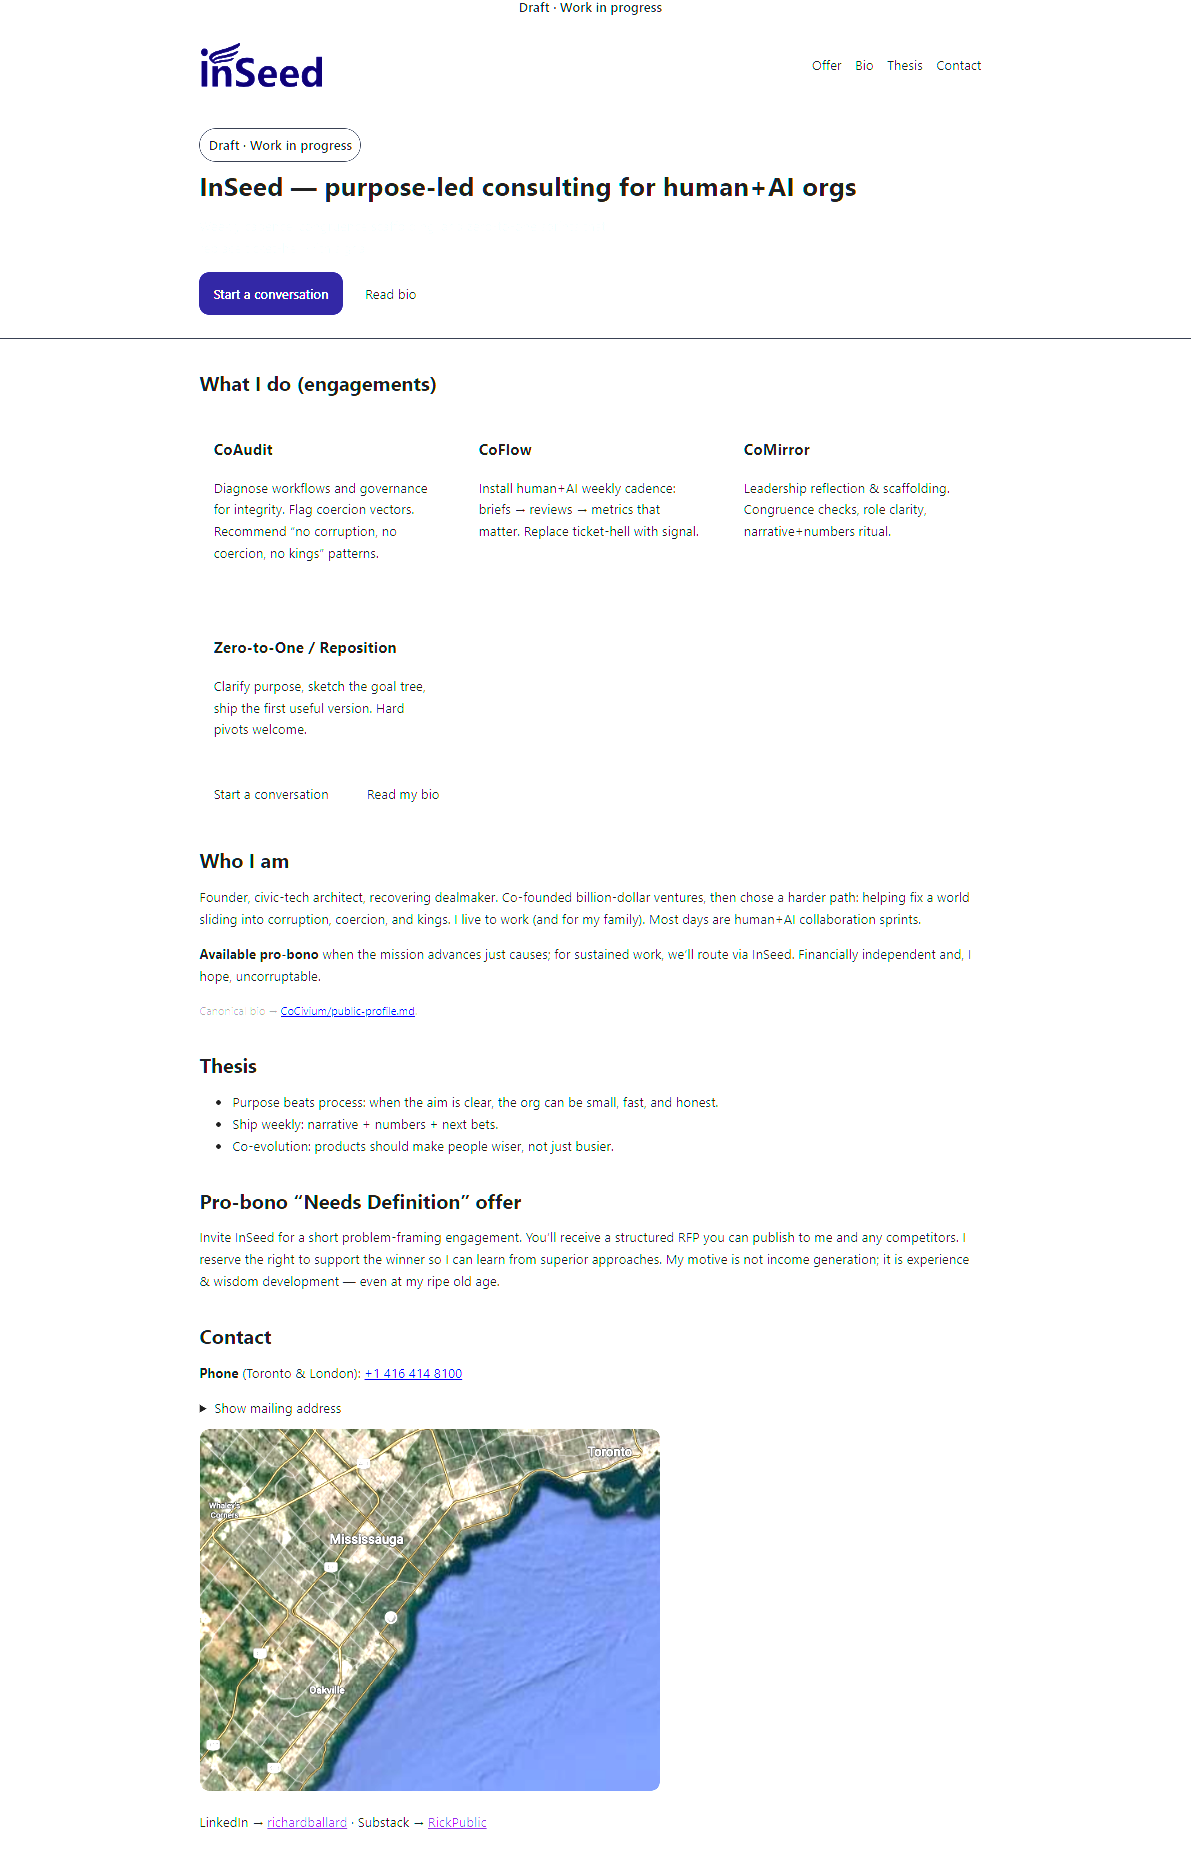 Draft · Work in progress
inSeed
Offer Bio Thesis Contact
Draft · Work in progress
InSeed — purpose-led consulting for human+AI orgs
Start a conversation Read bio
What I do (engagements)
CoAudit
Diagnose workflows and governance
for integrity. Flag coercion vectors.
Recommend “no corruption, no
coercion, no kings” patterns.
CoFlow
Install human+AI weekly cadence:
briefs → reviews → metrics that
matter. Replace ticket-hell with signal.
CoMirror
Leadership reflection & scaffolding.
Congruence checks, role clarity,
narrative+numbers ritual.
Zero-to-One / Reposition
Clarify purpose, sketch the goal tree,
ship the first useful version. Hard
pivots welcome.
Start a conversation Read my bio
Who I am
Founder, civic-tech architect, recovering dealmaker. Co-founded billion-dollar ventures, then chose a harder path: helping fix a world
sliding into corruption, coercion, and kings. I live to work (and for my family). Most days are human+AI collaboration sprints.
Available pro-bono when the mission advances just causes; for sustained work, we’ll route via InSeed. Financially independent and, I
hope, uncorruptable.
Canonical bio — CoCivium/public-profile.md
Thesis
• Purpose beats process: when the aim is clear, the org can be small, fast, and honest.
• Ship weekly: narrative + numbers + next bets.
• Co-evolution: products should make people wiser, not just busier.
Pro-bono “Needs Definition” offer
Invite InSeed for a short problem-framing engagement. You’ll receive a structured RFP you can publish to me and any competitors. I
reserve the right to support the winner so I can learn from superior approaches. My motive is not income generation; it is experience
& wisdom development — even at my ripe old age.
Contact
Phone (Toronto & London): +1 416 414 8100
▶ Show mailing address
Toronto
Whaley's
Corners
Mississauga
Oakville
LinkedIn → richardballard · Substack → RickPublic